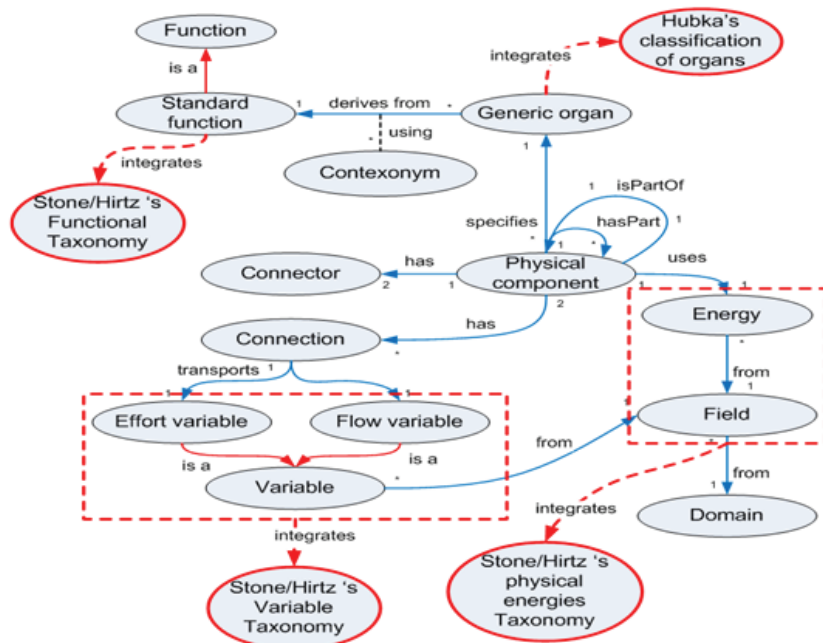 Function
Hubka's
classification
of organs
integrates
is a
Standard
function
1
derives from
*
Generic organ
using
*
integrates
1
Contexonym
Stone/Hirtz 's
Functional
Taxonomy
1
isPartOf
hasPart
1
specifies
*
1
*
uses
Connector
has
2
1
Physical
component
1
1
2
Energy
Connection
has
*
*
from
transports
1
1
1
1
1
Effort variable
Flow variable
from
Field
*
is a
is a
Variable
*
from
1
integrates
Domain
integrates
Stone/Hirtz 's
Variable
Taxonomy
Stone/Hirtz 's
physical
energies
Taxonomy